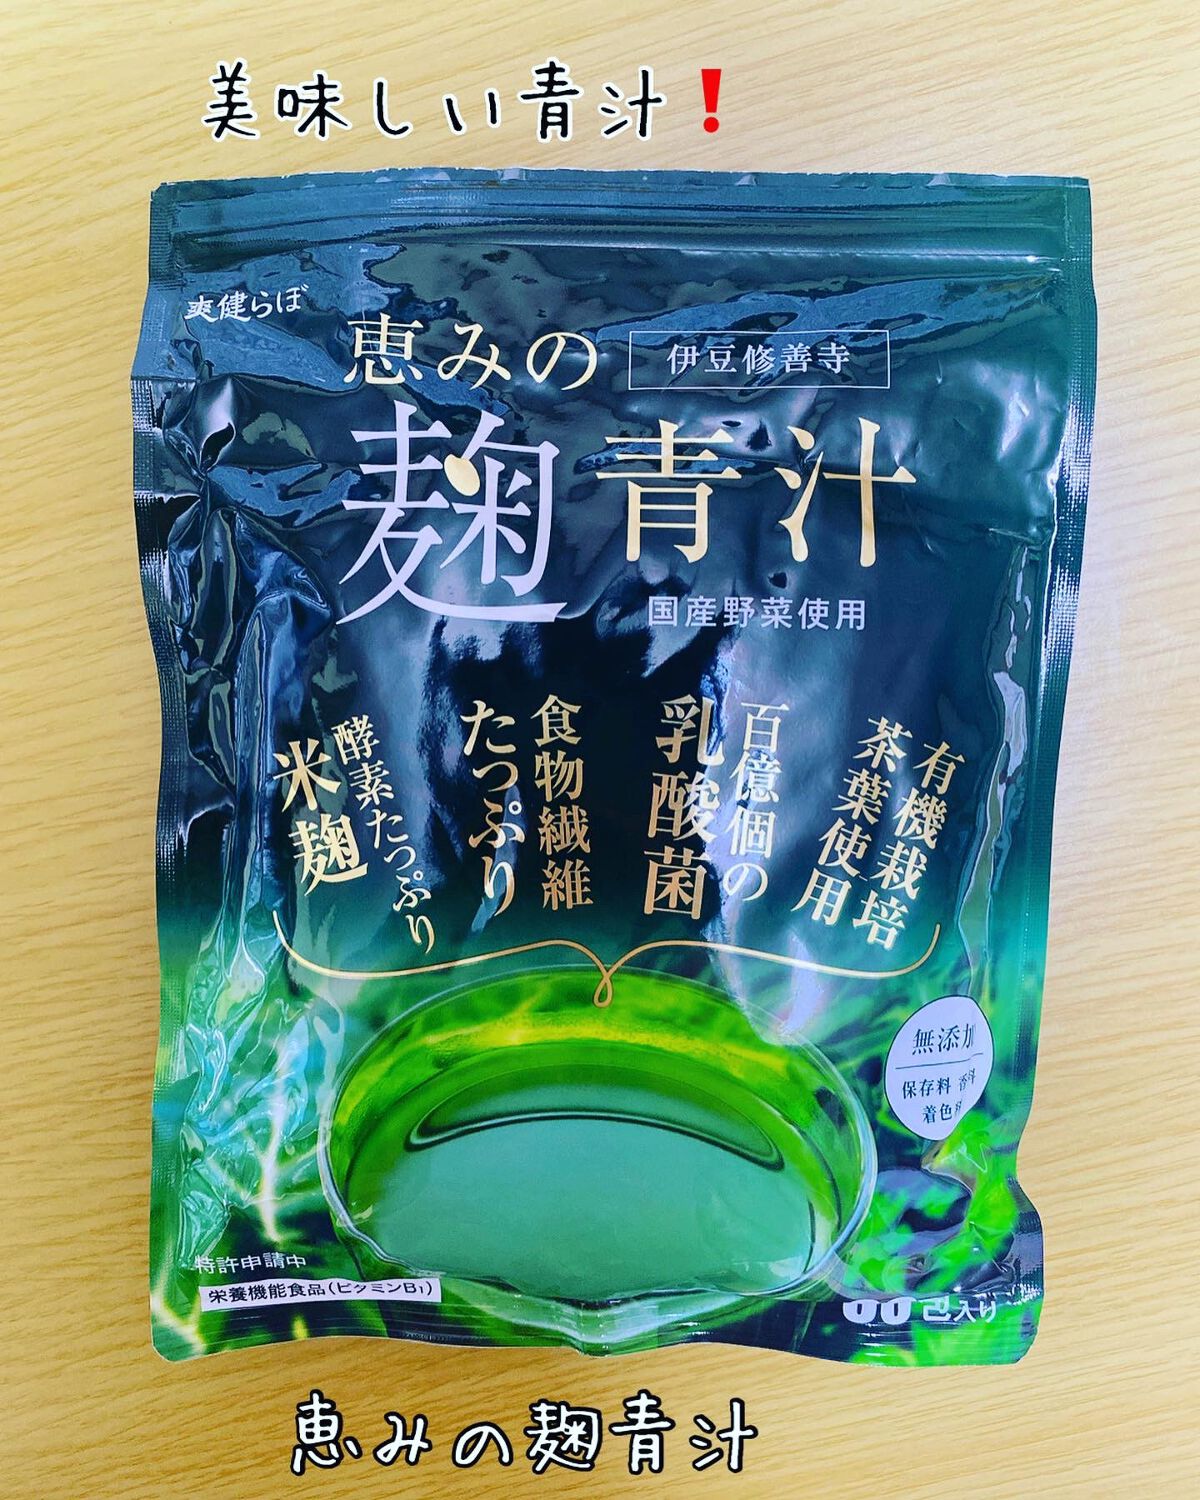 美味しい青汁❗
爽健らぼ
恵みの
伊豆修善寺
麹青汁
国産野菜使用
有機栽培
茶葉使用
百億個の
乳酸菌
食物繊維
たっぷり
酵素たっぷり
米麹
無添加
保存料 香料
着色
特許申請中
栄養機能食品(ビタミンB₁)
包入り
恵みの麹青汁